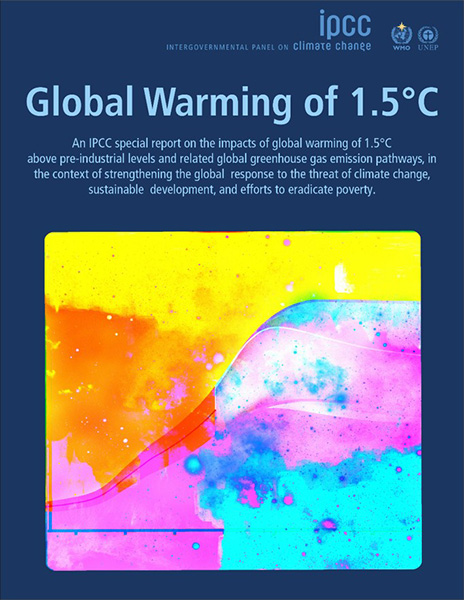 ipcc
INTERGOVERNMENTAL PANEL ON climate change
WMO UNEP
Global Warming of 1.5°C
An IPCC special report on the impacts of global warming of 1.5°C
above pre-industrial levels and related global greenhouse gas emission pathways, in
the context of strengthening the global response to the threat of climate change,
sustainable development, and efforts to eradicate poverty.